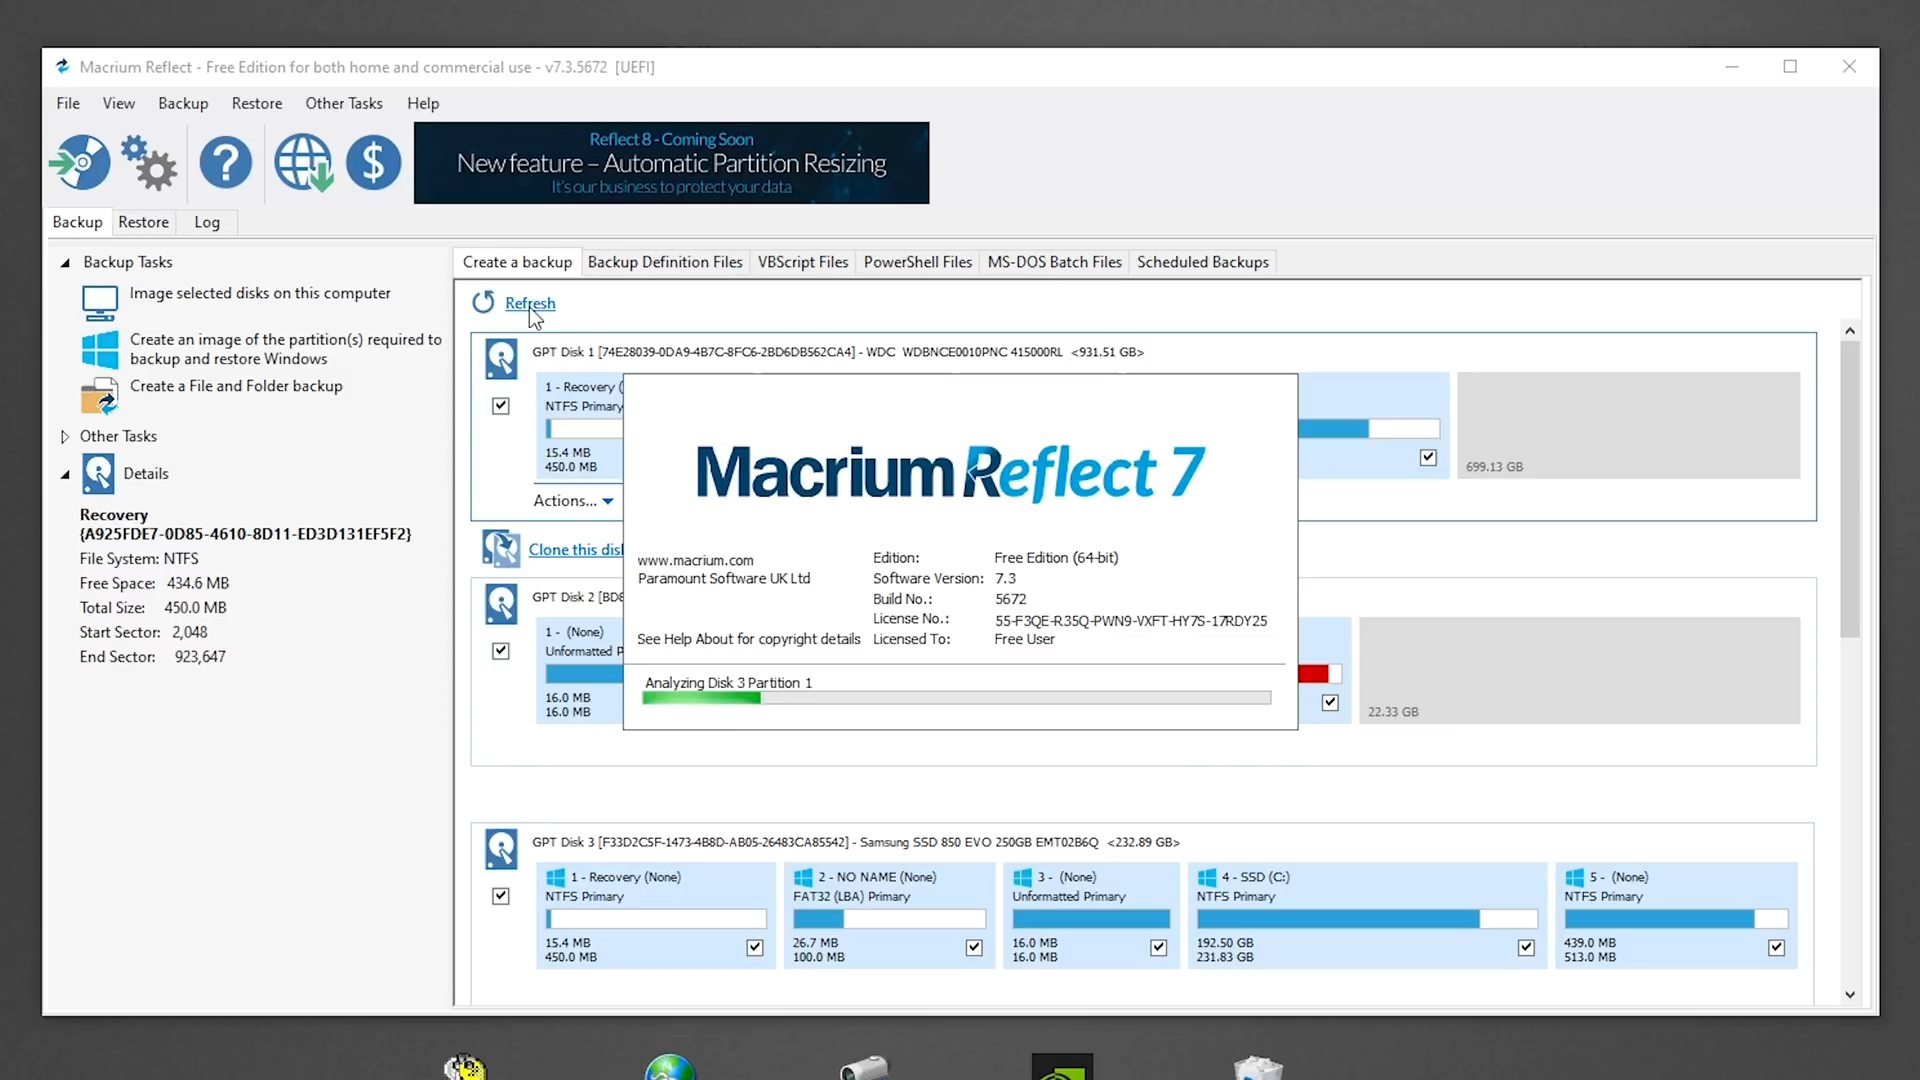 Macrium Reflect - Free Edition for both home and commercial use - v7.3.5672 [UEFI]
File View Backup Restore Other Tasks Help
Reflect 8 - Coming Soon
New feature – Automatic Partition Resizing
It's our business to protect your data
Backup Restore Log
Backup Tasks
Image selected disks on this computer
Create an image of the partition(s) required to
backup and restore Windows
Create a File and Folder backup
Other Tasks
Details
Recovery
{A925FDE7-0D85-4610-8D11-ED3D131EF5F2}
File System: NTFS
Free Space: 434.6 MB
Total Size: 450.0 MB
Start Sector: 2,048
End Sector: 923,647
Create a backup Backup Definition Files VBScript Files PowerShell Files MS-DOS Batch Files Scheduled Backups
Refresh
GPT Disk 1 [74E28039-0DA9-4B7C-8FC6-2BD6DB562CA4] - WDC WDBNCE0010PNC 415000RL <931.51 GB>
1 - Recovery (
NTFS Primary
15.4 MB
450.0 MB
699.13 GB
Actions...
Clone this disk
GPT Disk 2 [BD8
1 - (None)
Unformatted P
16.0 MB
16.0 MB
22.33 GB
Macrium Reflect 7
www.macrium.com
Paramount Software UK Ltd
See Help About for copyright details
Edition: Free Edition (64-bit)
Software Version: 7.3
Build No.: 5672
License No.: 55-F3QE-R35Q-PWN9-VXFT-HY7S-17RDY25
Licensed To: Free User
Analyzing Disk 3 Partition 1
GPT Disk 3 [F33D2C5F-1473-4B8D-AB05-26483CA85542] - Samsung SSD 850 EVO 250GB EMT02B6Q <232.89 GB>
1 - Recovery (None)
NTFS Primary
15.4 MB
450.0 MB
2 - NO NAME (None)
FAT32 (LBA) Primary
26.7 MB
100.0 MB
3 - (None)
Unformatted Primary
16.0 MB
16.0 MB
4 - SSD (C:)
NTFS Primary
192.50 GB
231.83 GB
5 - (None)
NTFS Primary
439.0 MB
513.0 MB